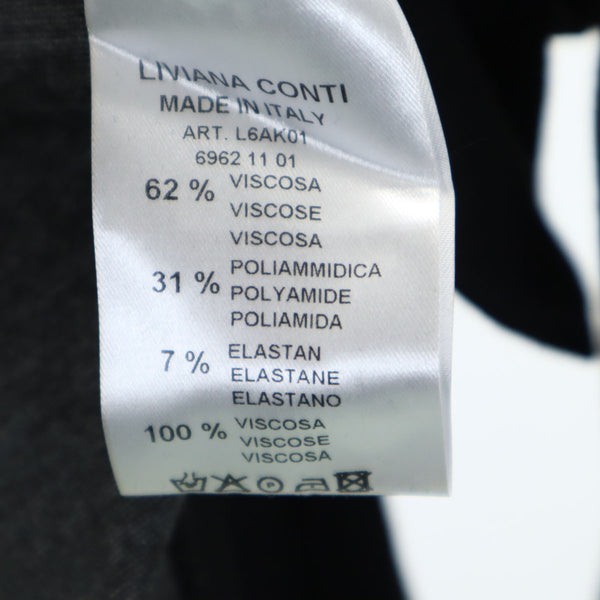 LIVIANA CONTI
MADE IN ITALY
ART. L6AK01
6962 11 01
62 % VISCOSA
VISCOSE
VISCOSA
31 % POLIAMMIDICA
POLYAMIDE
POLIAMIDA
7 % ELASTAN
ELASTANE
ELASTANO
100 % VISCOSA
VISCOSE
VISCOSA